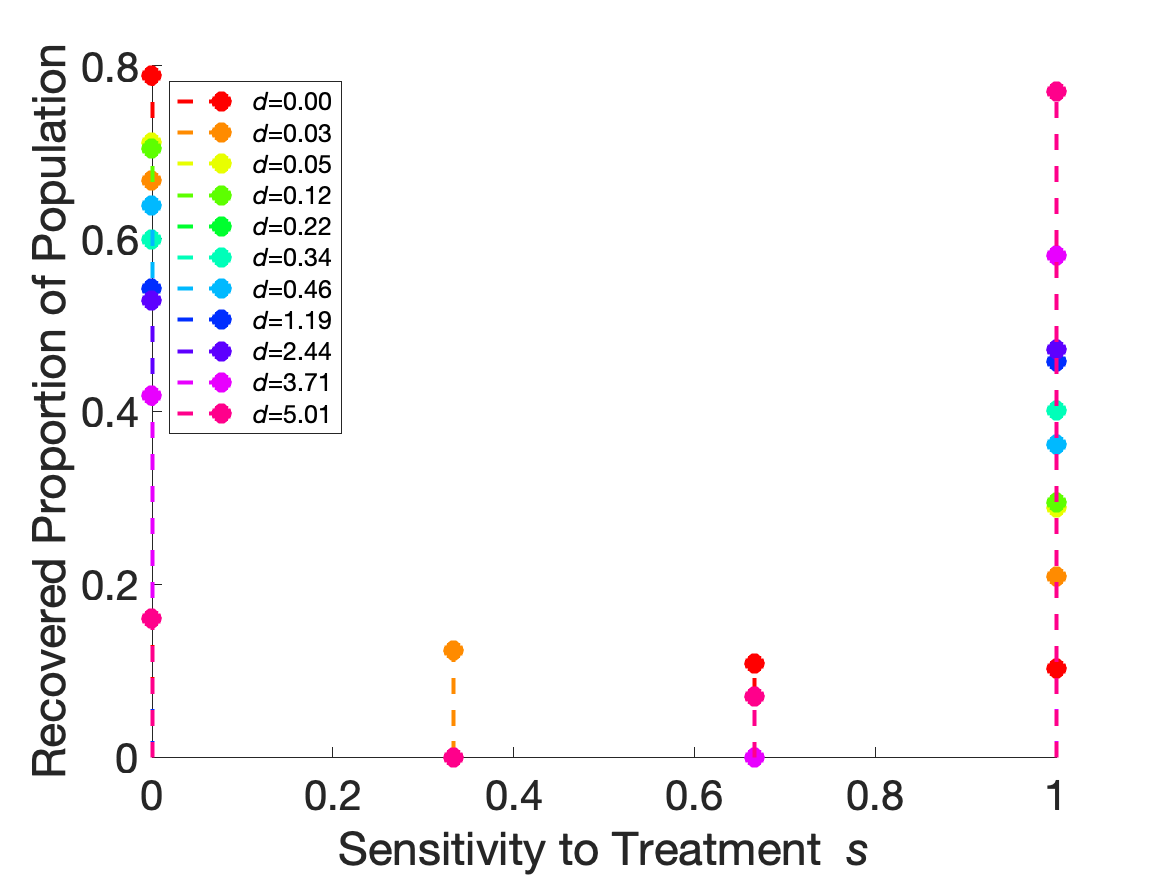 Recovered Proportion of Population
0.8
0.6
0.4
0.2
0
d=0.00
d=0.03
d=0.05
d=0.12
d=0.22
d=0.34
d=0.46
d=1.19
d=2.44
d=3.71
d=5.01
0 0.2 0.4 0.6 0.8 1
Sensitivity to Treatment s